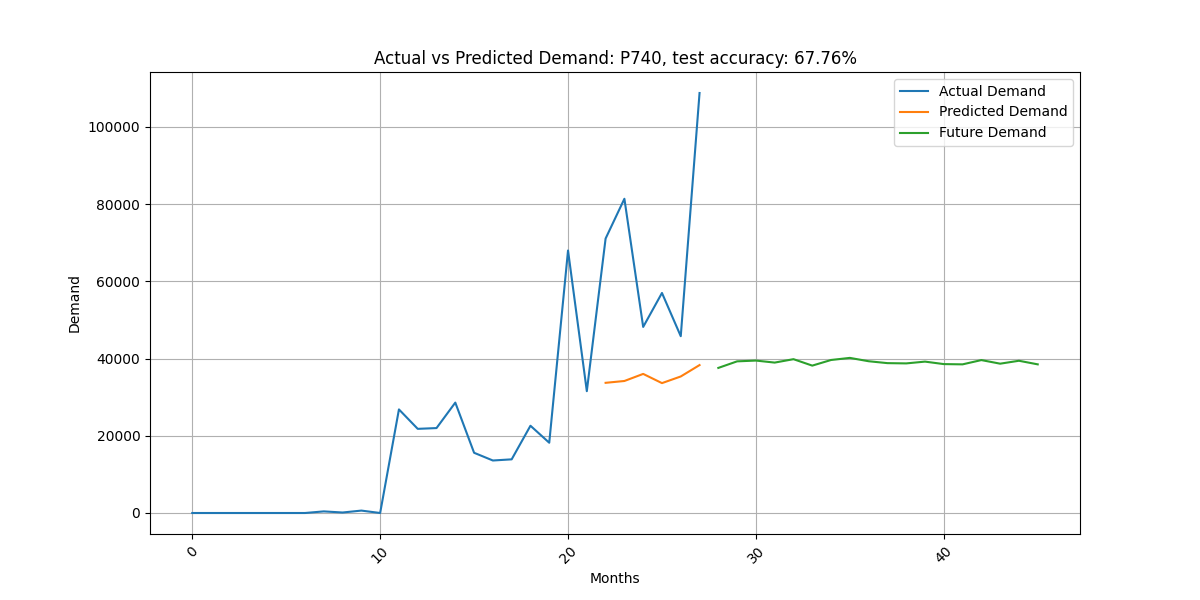 Actual vs Predicted Demand: P740, test accuracy: 67.76%
Actual Demand
Predicted Demand
Future Demand
100000
80000
60000
40000
20000
0
Demand
0 10 20 30 40
Months